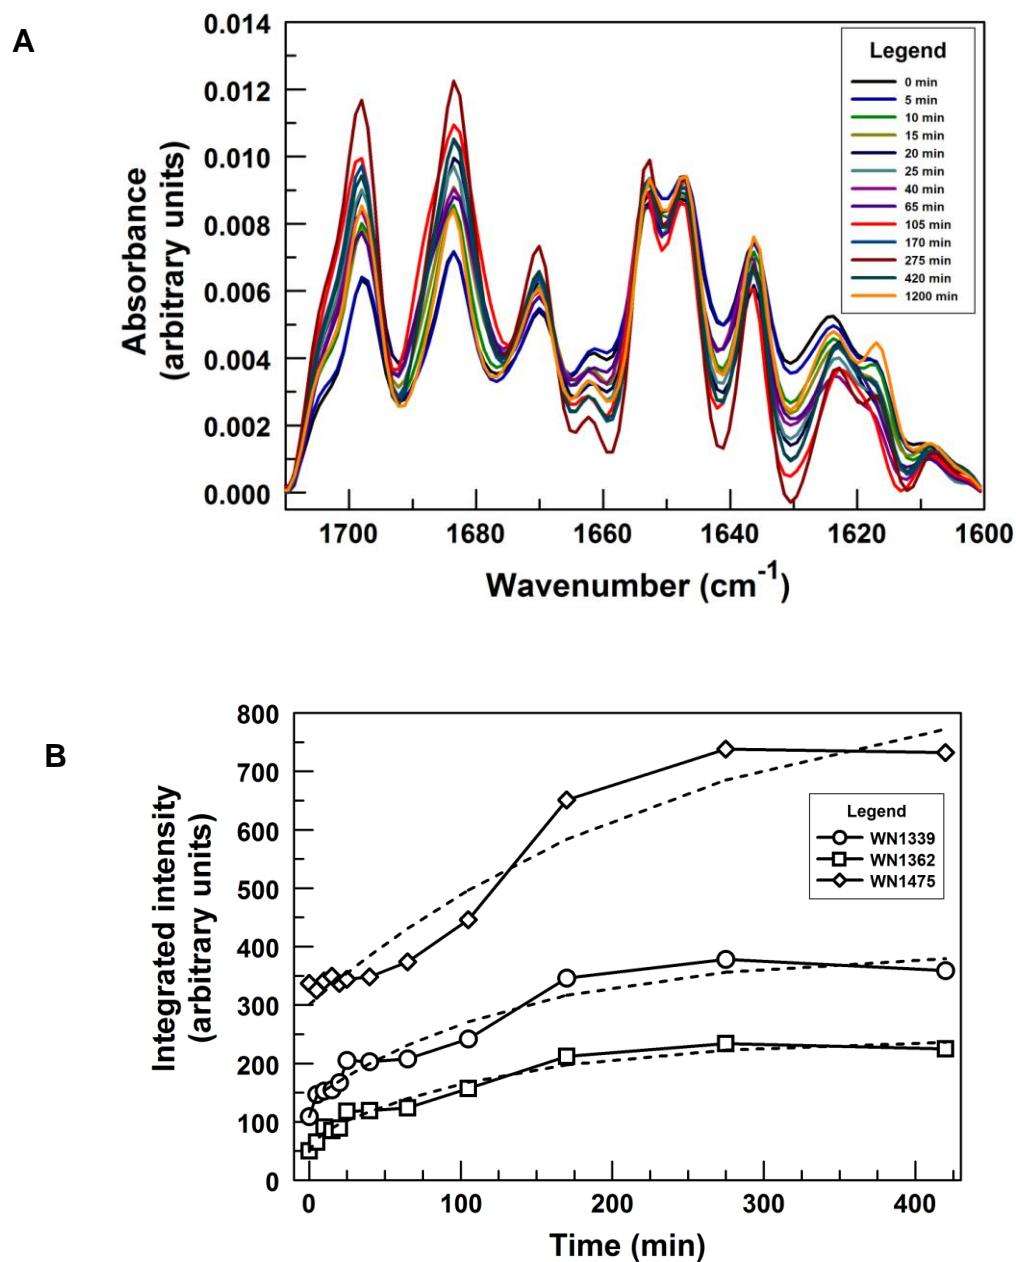 A
Absorbance
(arbitrary units)
0.014
0.012
0.010
0.008
0.006
0.004
0.002
0.000
Legend
0 min
5 min
10 min
15 min
20 min
25 min
40 min
65 min
105 min
170 min
275 min
420 min
1200 min
1700 1680 1660 1640 1620 1600
Wavenumber (cm-1)
B
Integrated intensity
(arbitrary units)
800
700
600
500
400
300
200
100
0
Legend
WN1339
WN1362
WN1475
0 100 200 300 400
Time (min)